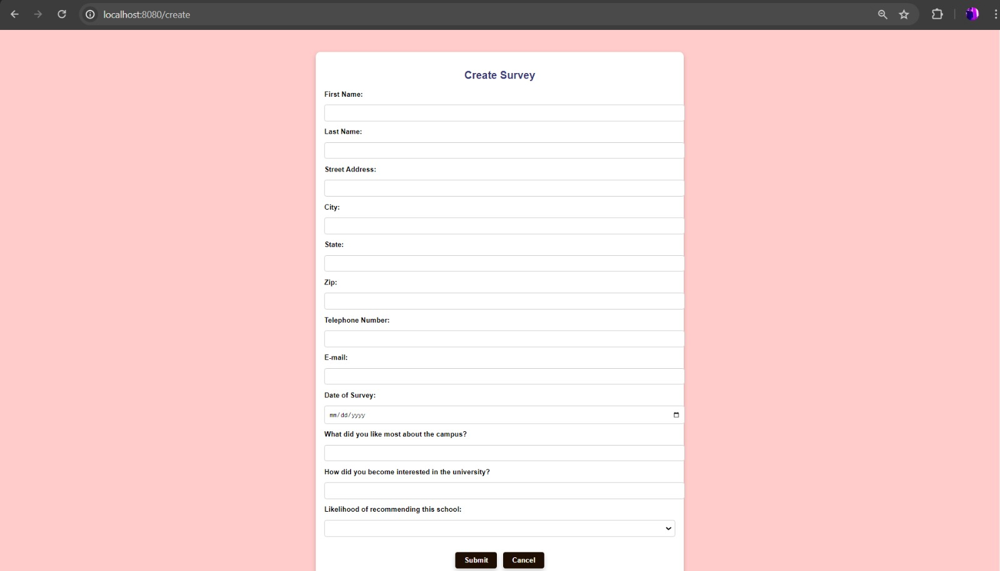 localhost:8080/create
Create Survey
First Name:
Last Name:
Street Address:
City:
State:
Zip:
Telephone Number:
E-mail:
Date of Survey:
mm/dd/yyyy
What did you like most about the campus?
How did you become interested in the university?
Likelihood of recommending this school:
Submit Cancel